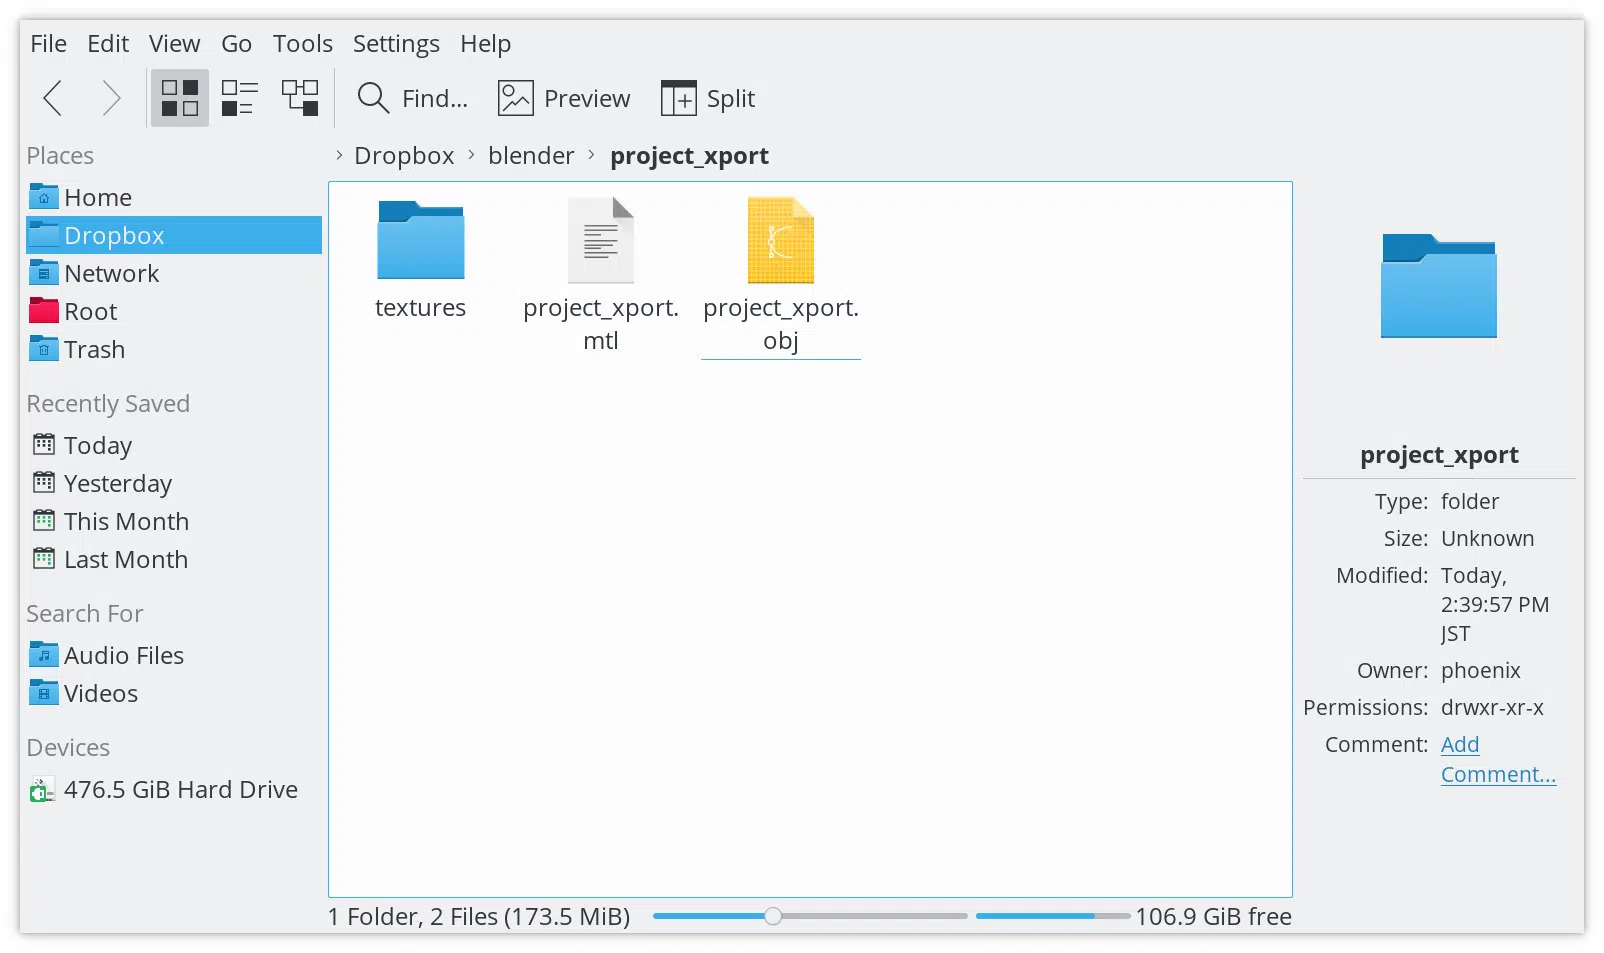 File Edit View Go Tools Settings Help
Find... Preview Split
Places
Home
Dropbox
Network
Root
Trash
Recently Saved
Today
Yesterday
This Month
Last Month
Search For
Audio Files
Videos
Devices
476.5 GiB Hard Drive
> Dropbox > blender > project_xport
textures
project_xport.
mtl
project_xport.
obj
1 Folder, 2 Files (173.5 MiB)
106.9 GiB free
project_xport
Type: folder
Size: Unknown
Modified: Today,
2:39:57 PM
JST
Owner: phoenix
Permissions: drwxr-xr-x
Comment: Add
Comment...